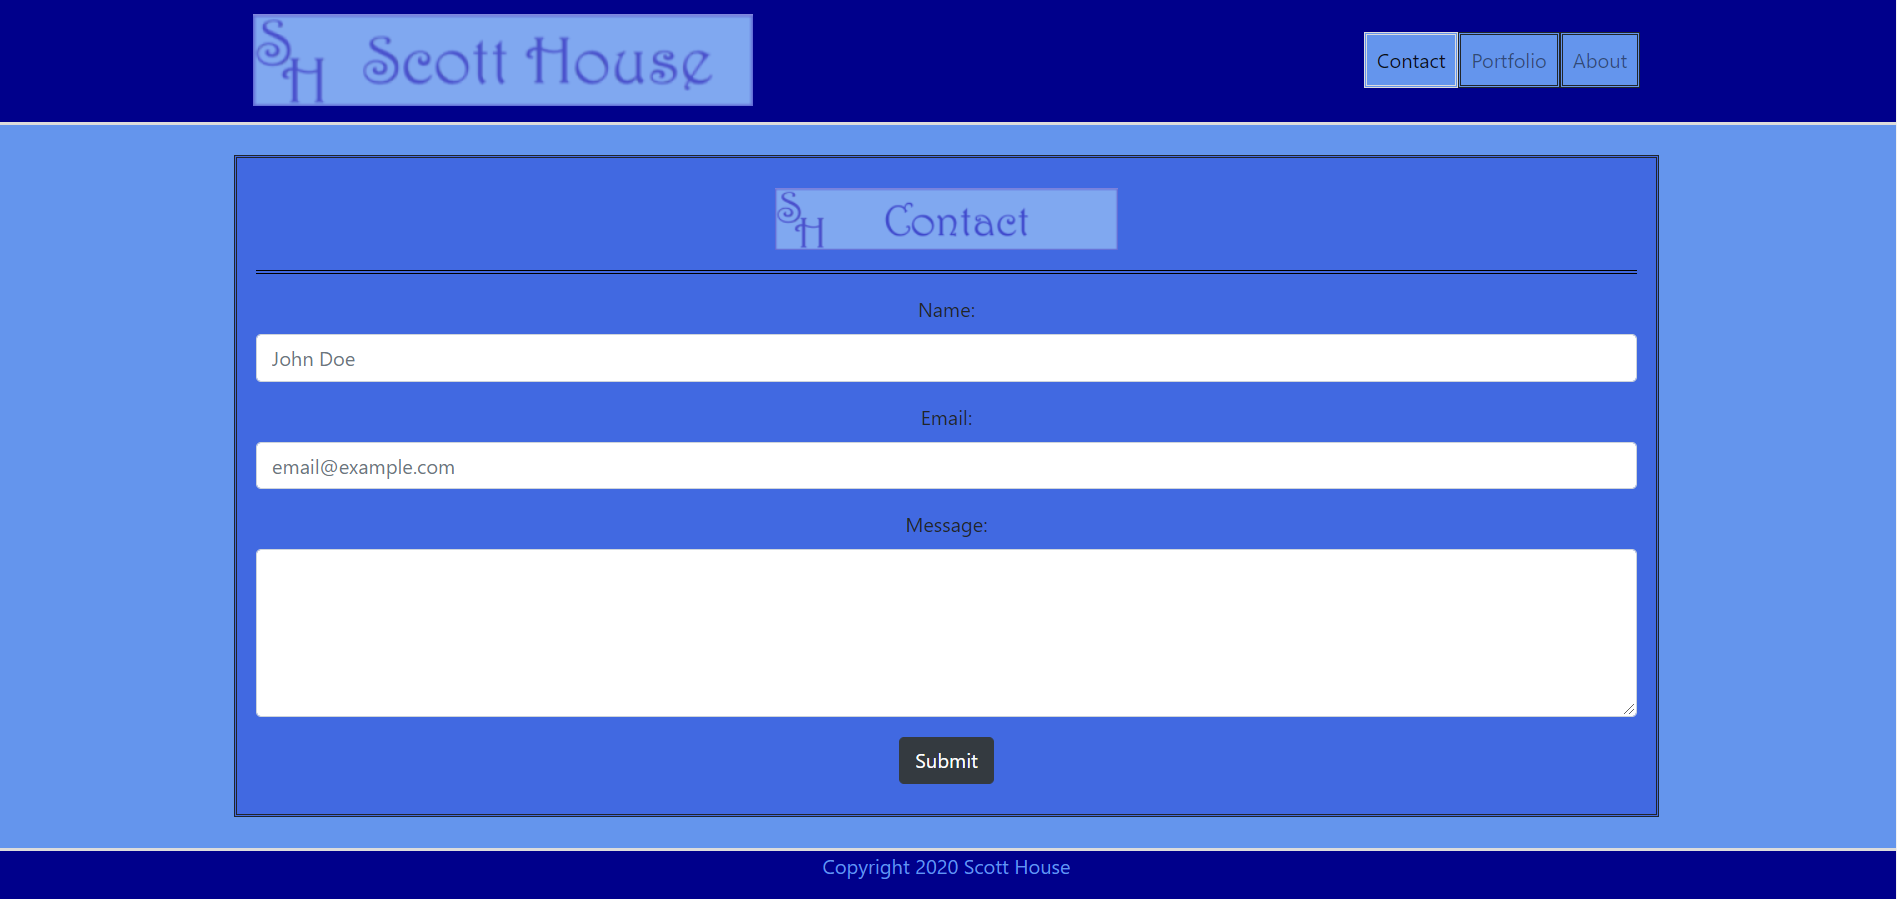 SH Scott House
Contact Portfolio About
SH Contact
Name:
John Doe
Email:
email@example.com
Message:
Submit
Copyright 2020 Scott House